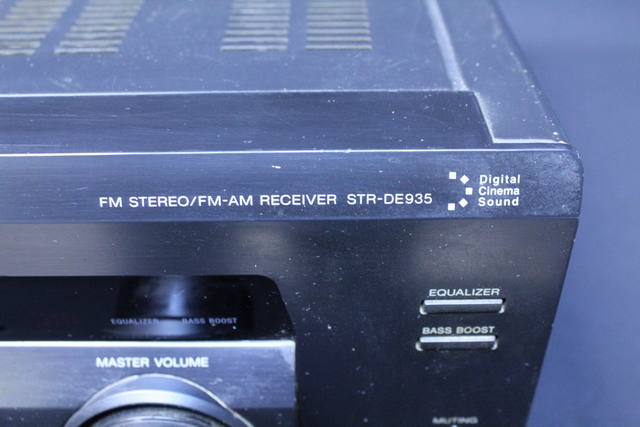 FM STEREO/FM-AM RECEIVER STR-DE935
Digital
Cinema
Sound
EQUALIZER
BASS BOOST
EQUALIZER BASS BOOST
MASTER VOLUME
MUTING